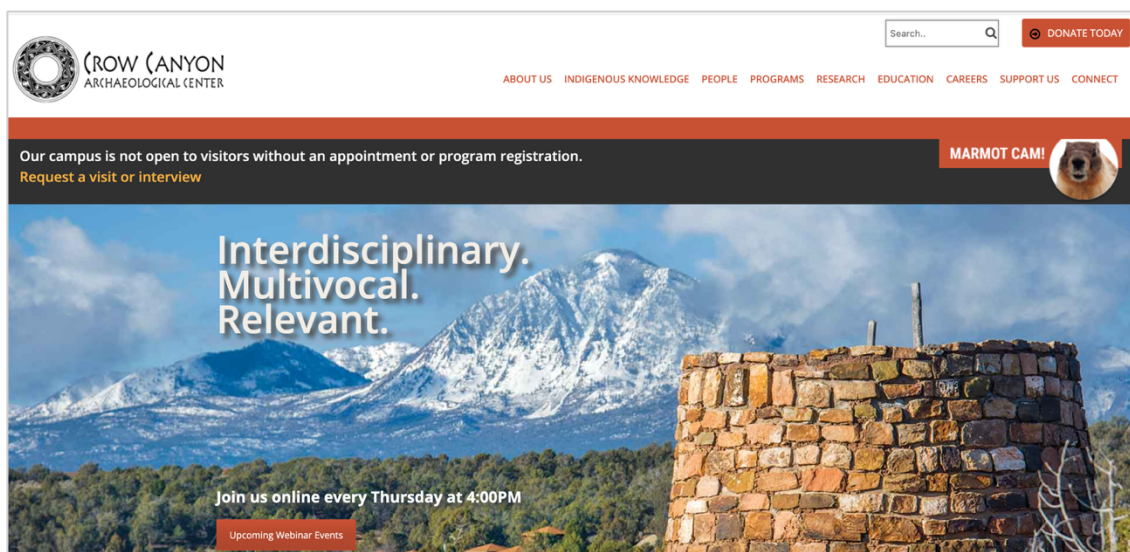 Search..
DONATE TODAY
CROW CANYON
ARCHAEOLOGICAL CENTER
ABOUT US INDIGENOUS KNOWLEDGE PEOPLE PROGRAMS RESEARCH EDUCATION CAREERS SUPPORT US CONNECT
Our campus is not open to visitors without an appointment or program registration.
MARMOT CAM!
Request a visit or interview
Interdisciplinary.
Multivocal.
Relevant.
Join us online every Thursday at 4:00PM
Upcoming Webinar Events